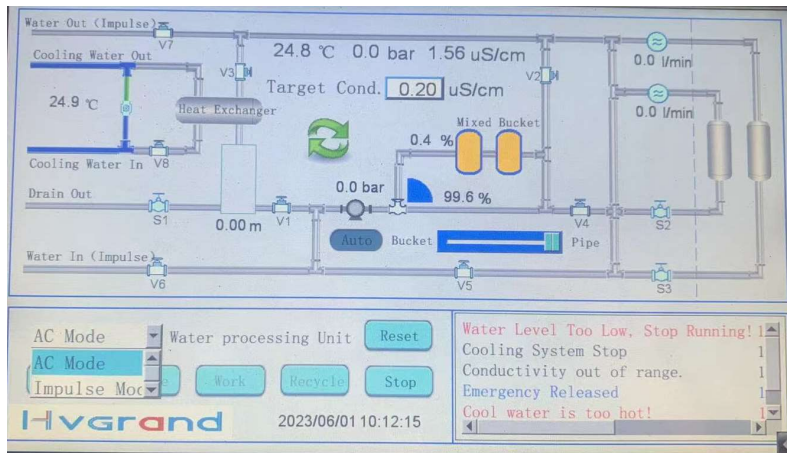 Water Out (Impulse)
V7
Cooling Water Out
V3
24.8 ℃ 0.0 bar 1.56 uS/cm
V2
0.0 l/min
Target Cond. 0.20 uS/cm
24.9 ℃
Heat Exchanger
0.0 l/min
Mixed Bucket
0.4 %
Cooling Water In V8
Drain Out
0.0 bar
99.6 %
S1
0.00 m
V1
V4
S2
Auto
Bucket
Pipe
Water In (Impulse)
V6
V5
S3
AC Mode
Water processing Unit
Reset
AC Mode
Impulse Mo
Work
Recycle
Stop
Hvgrand
2023/06/01 10:12:15
Water Level Too Low, Stop Running! 1
Cooling System Stop 1
Conductivity out of range. 1
Emergency Released 1
Cool water is too hot! 1